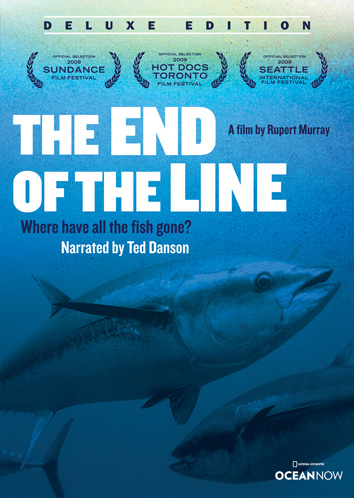 DELUXE EDITION
OFFICIAL SELECTION
2009
SUNDANCE
FILM FESTIVAL
OFFICIAL SELECTION
2009
HOT DOCS
TORONTO
FILM FESTIVAL
OFFICIAL SELECTION
2009
SEATTLE
INTERNATIONAL
FILM FESTIVAL
THE END
A film by Rupert Murray
OF THE LINE
Where have all the fish gone?
Narrated by Ted Danson
NATIONAL GEOGRAPHIC
OCEANNOW